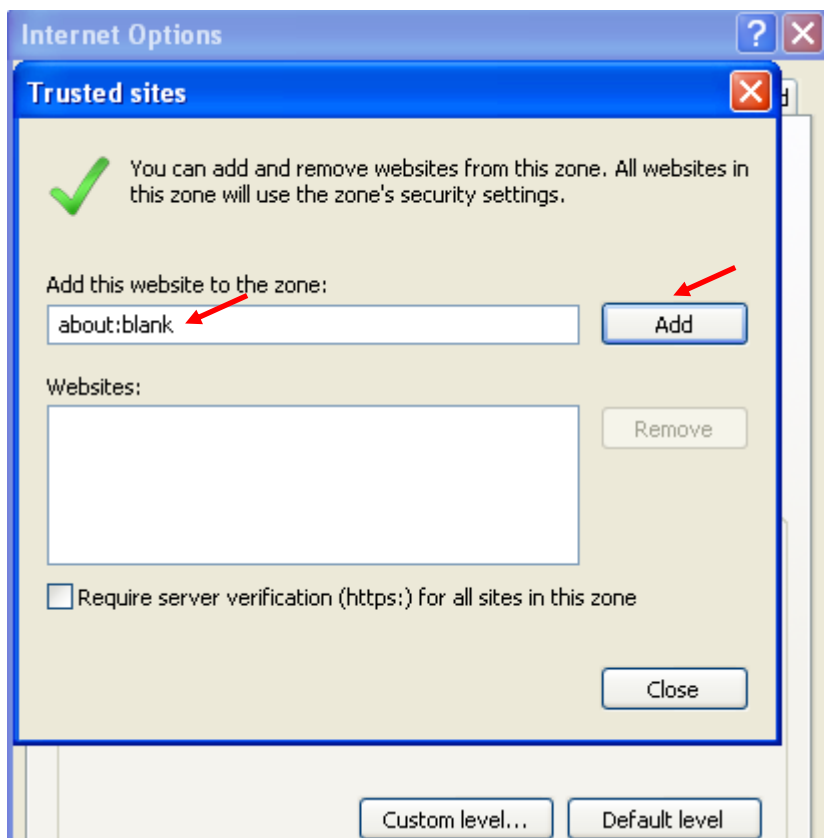 Internet Options
Trusted sites
You can add and remove websites from this zone. All websites in
this zone will use the zone's security settings.
Add this website to the zone:
about:blank
Add
Websites:
Remove
Require server verification (https:) for all sites in this zone
Close
Custom level...
Default level